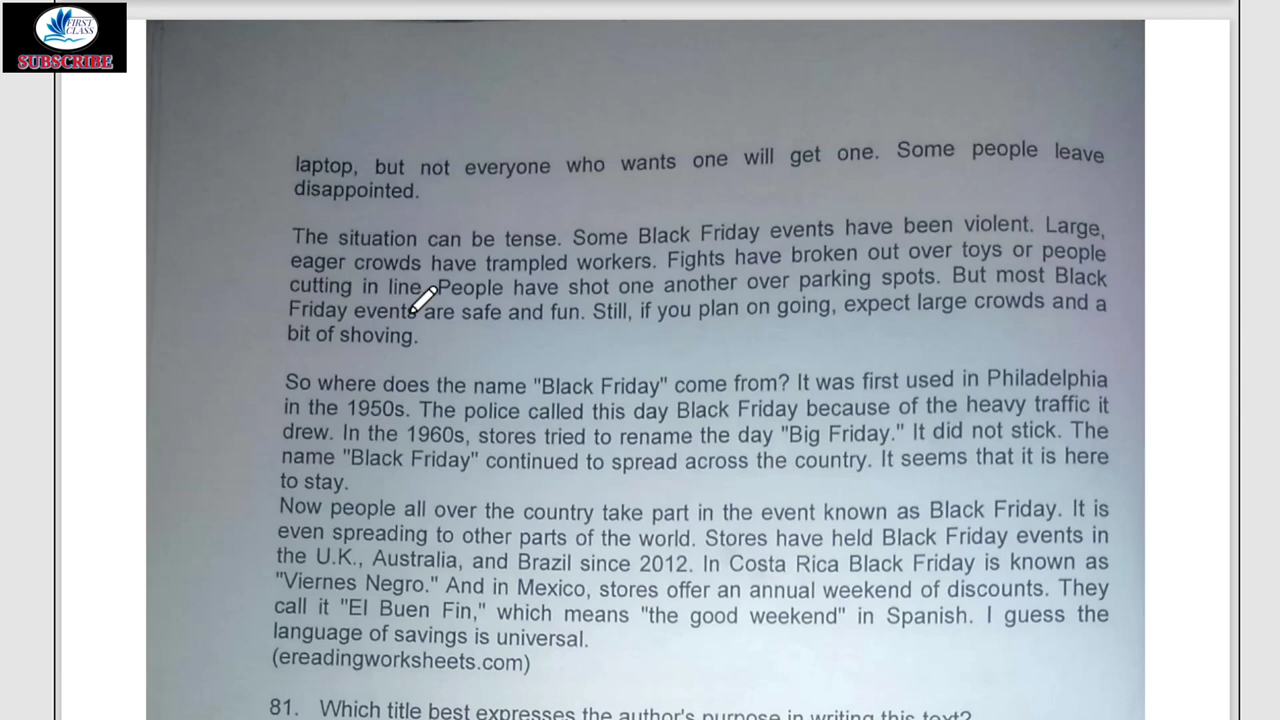 FIRST
CLASS
SUBSCRIBE
laptop, but not everyone who wants one will get one. Some people leave
disappointed.
The situation can be tense. Some Black Friday events have been violent. Large,
eager crowds have trampled workers. Fights have broken out over toys or people
cutting in line. People have shot one another over parking spots. But most Black
Friday events are safe and fun. Still, if you plan on going, expect large crowds and a
bit of shoving.
So where does the name "Black Friday" come from? It was first used in Philadelphia
in the 1950s. The police called this day Black Friday because of the heavy traffic it
drew. In the 1960s, stores tried to rename the day "Big Friday." It did not stick. The
name "Black Friday" continued to spread across the country. It seems that it is here
to stay.
Now people all over the country take part in the event known as Black Friday. It is
even spreading to other parts of the world. Stores have held Black Friday events in
the U.K., Australia, and Brazil since 2012. In Costa Rica Black Friday is known as
"Viernes Negro." And in Mexico, stores offer an annual weekend of discounts. They
call it "El Buen Fin," which means "the good weekend" in Spanish. I guess the
language of savings is universal.
(ereadingworksheets.com)
81. Which title best expresses the author's purpose in writing this text?